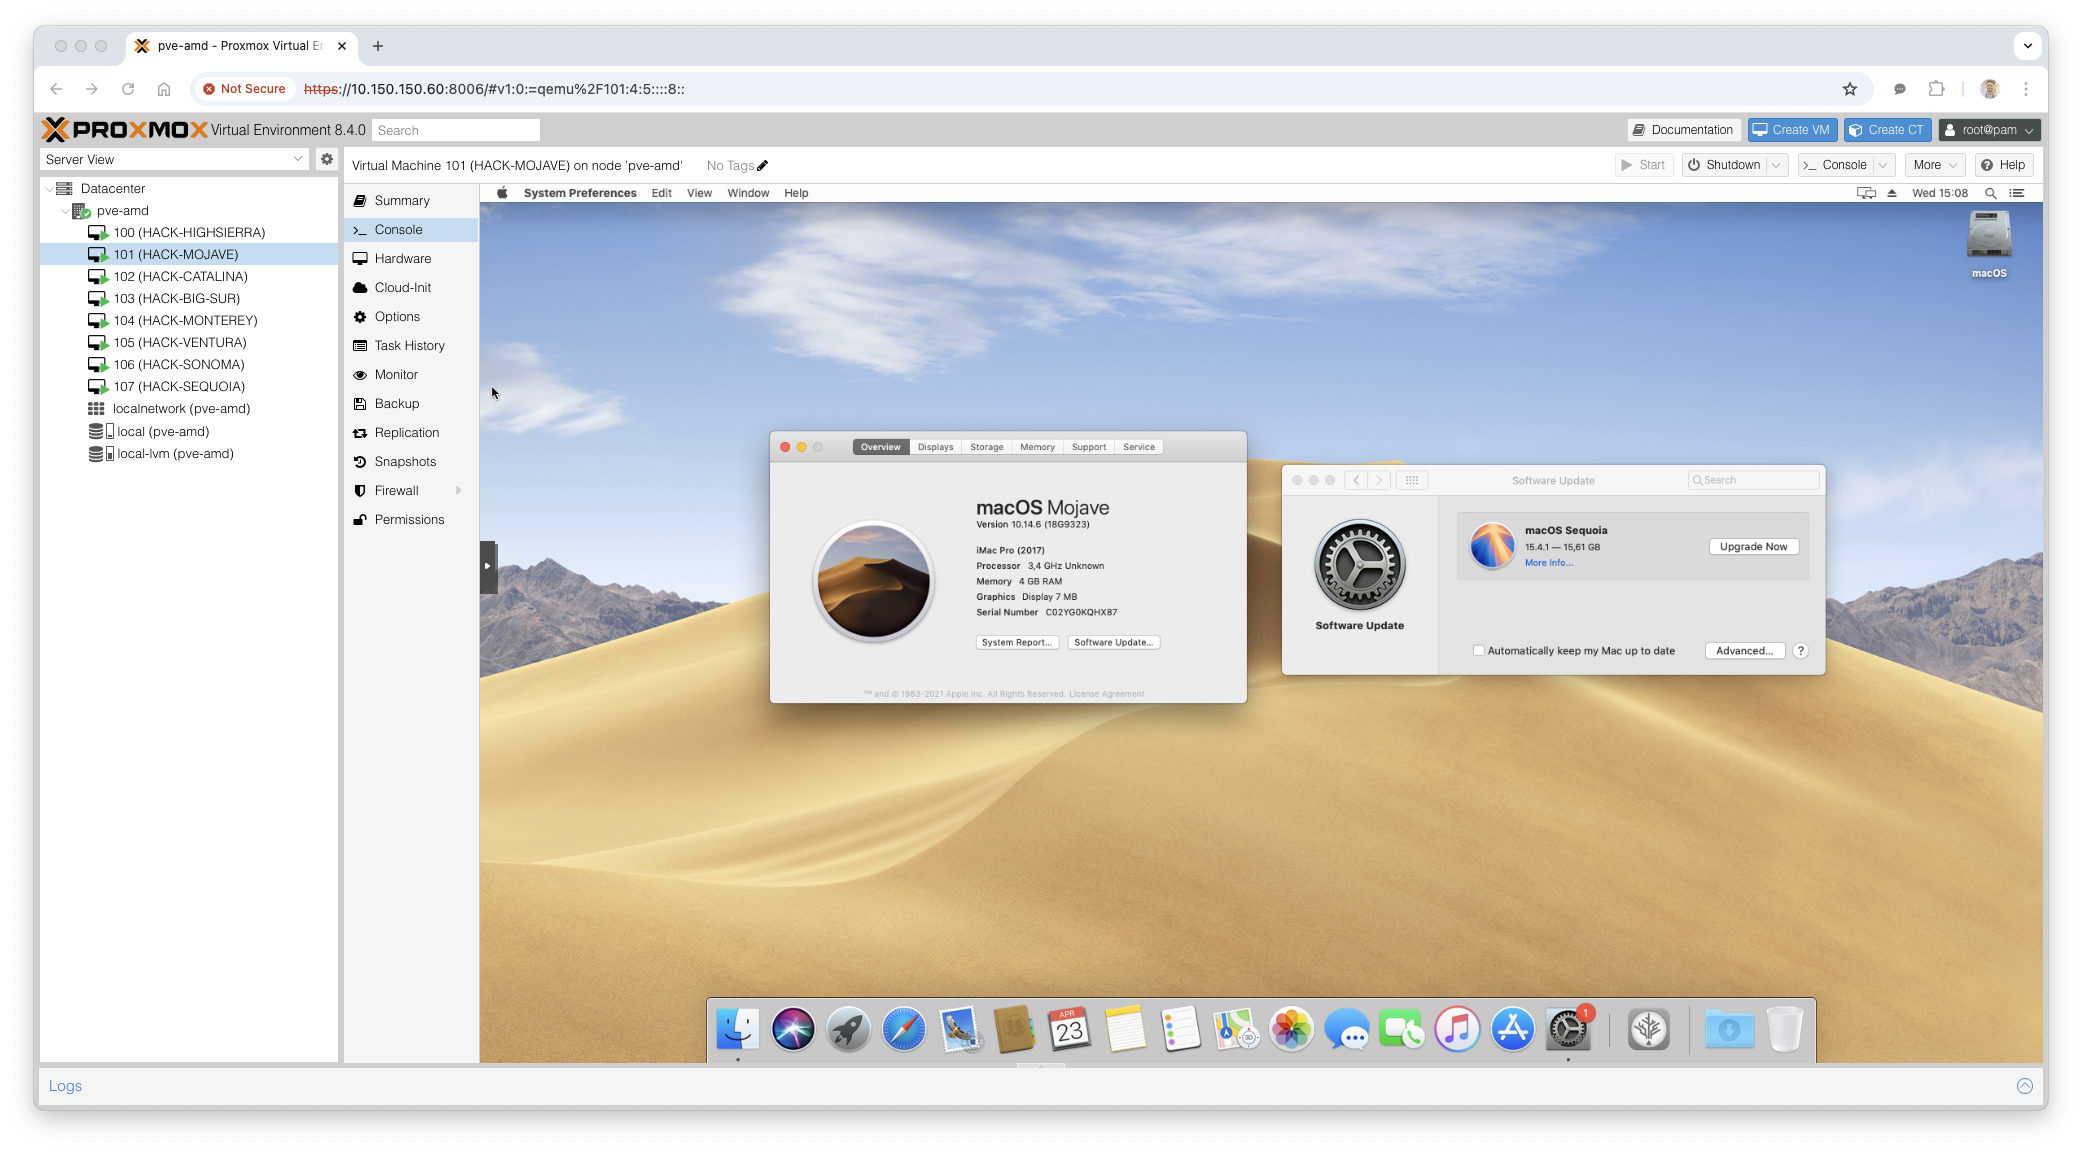 pve-amd - Proxmox Virtual Er
Not Secure https://10.150.150.60:8006/#v1:0:=qemu%2F101:4:5::::8::
PROXMOX Virtual Environment 8.4.0 Search Documentation Create VM Create CT root@pam
Server View
Virtual Machine 101 (HACK-MOJAVE) on node 'pve-amd' No Tags Start Shutdown Console More Help
Datacenter
pve-amd
100 (HACK-HIGHSIERRA)
101 (HACK-MOJAVE)
102 (HACK-CATALINA)
103 (HACK-BIG-SUR)
104 (HACK-MONTEREY)
105 (HACK-VENTURA)
106 (HACK-SONOMA)
107 (HACK-SEQUOIA)
localnetwork (pve-amd)
local (pve-amd)
local-lvm (pve-amd)
Summary
Console
Hardware
Cloud-Init
Options
Task History
Monitor
Backup
Replication
Snapshots
Firewall
Permissions
System Preferences Edit View Window Help Wed 15:08
macOS
Overview Displays Storage Memory Support Service
macOS Mojave
Version 10.14.6 (18G9323)
iMac Pro (2017)
Processor 3,4 GHz Unknown
Memory 4 GB RAM
Graphics Display 7 MB
Serial Number C02YG0KQHX87
System Report... Software Update...
™ and © 1983-2021 Apple Inc. All Rights Reserved. License Agreement
Software Update Search
macOS Sequoia
15.4.1 — 15,61 GB
More Info...
Upgrade Now
Software Update
Automatically keep my Mac up to date Advanced... ?
APR
23
3D
1
Logs